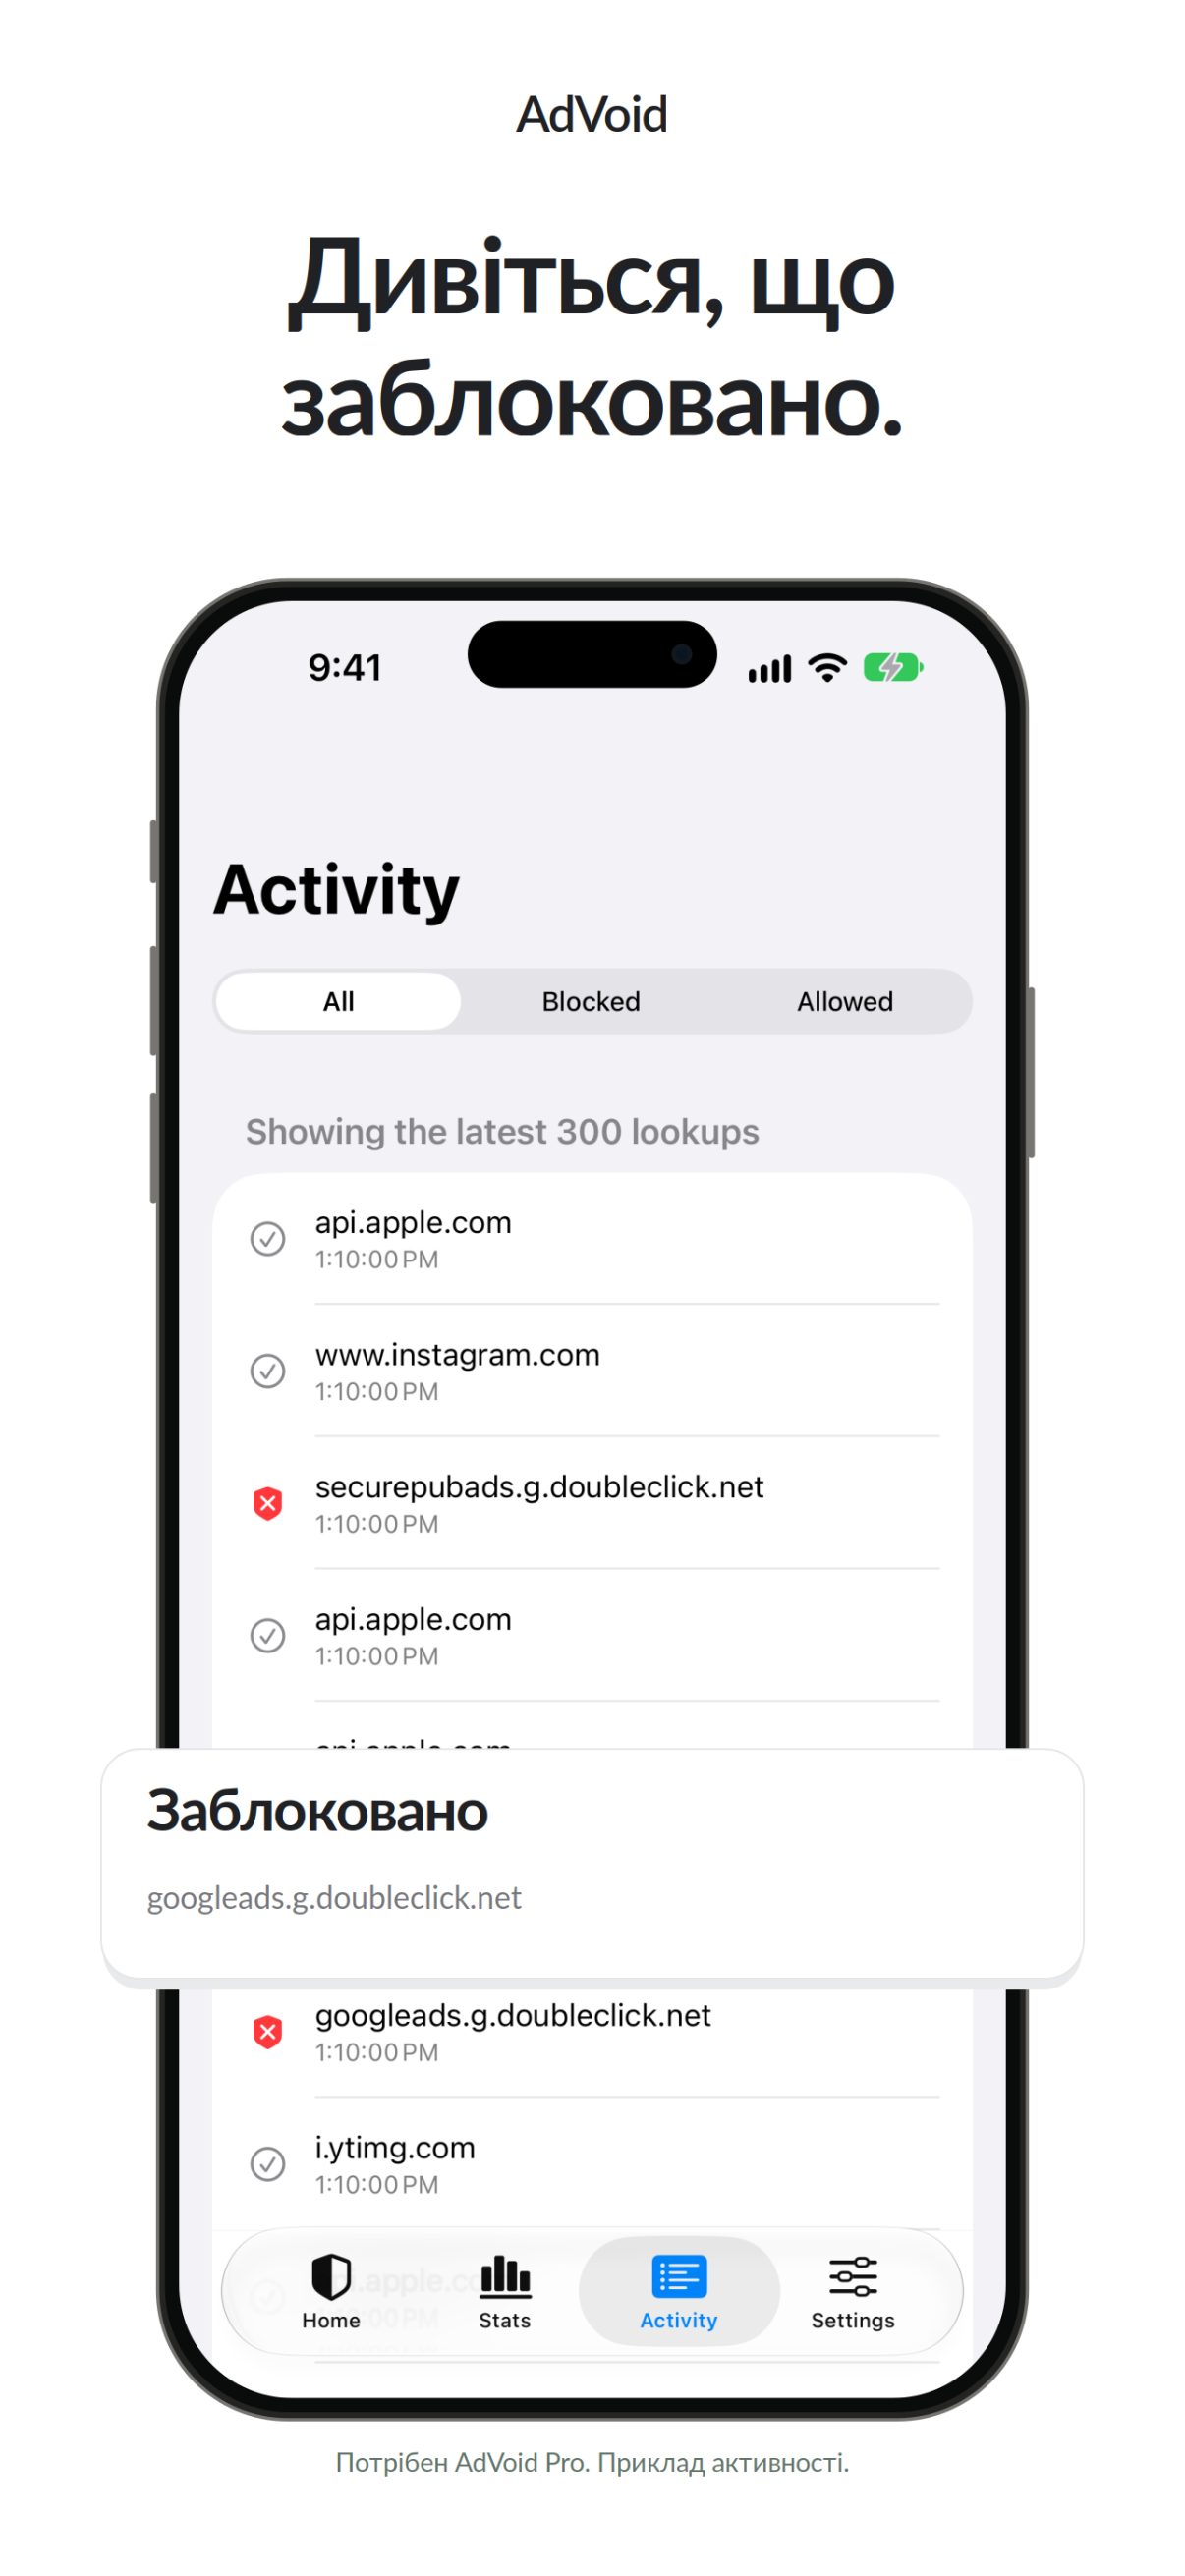 AdVoid
Дивіться, що
заблоковано.
9:41
Activity
All
Blocked
Allowed
Showing the latest 300 lookups
api.apple.com
1:10:00 PM
www.instagram.com
1:10:00 PM
securepubads.g.doubleclick.net
1:10:00 PM
api.apple.com
1:10:00 PM
Заблоковано
googleads.g.doubleclick.net
googleads.g.doubleclick.net
1:10:00 PM
i.ytimg.com
1:10:00 PM
Home
Stats
Activity
Settings
Потрібен AdVoid Pro. Приклад активності.